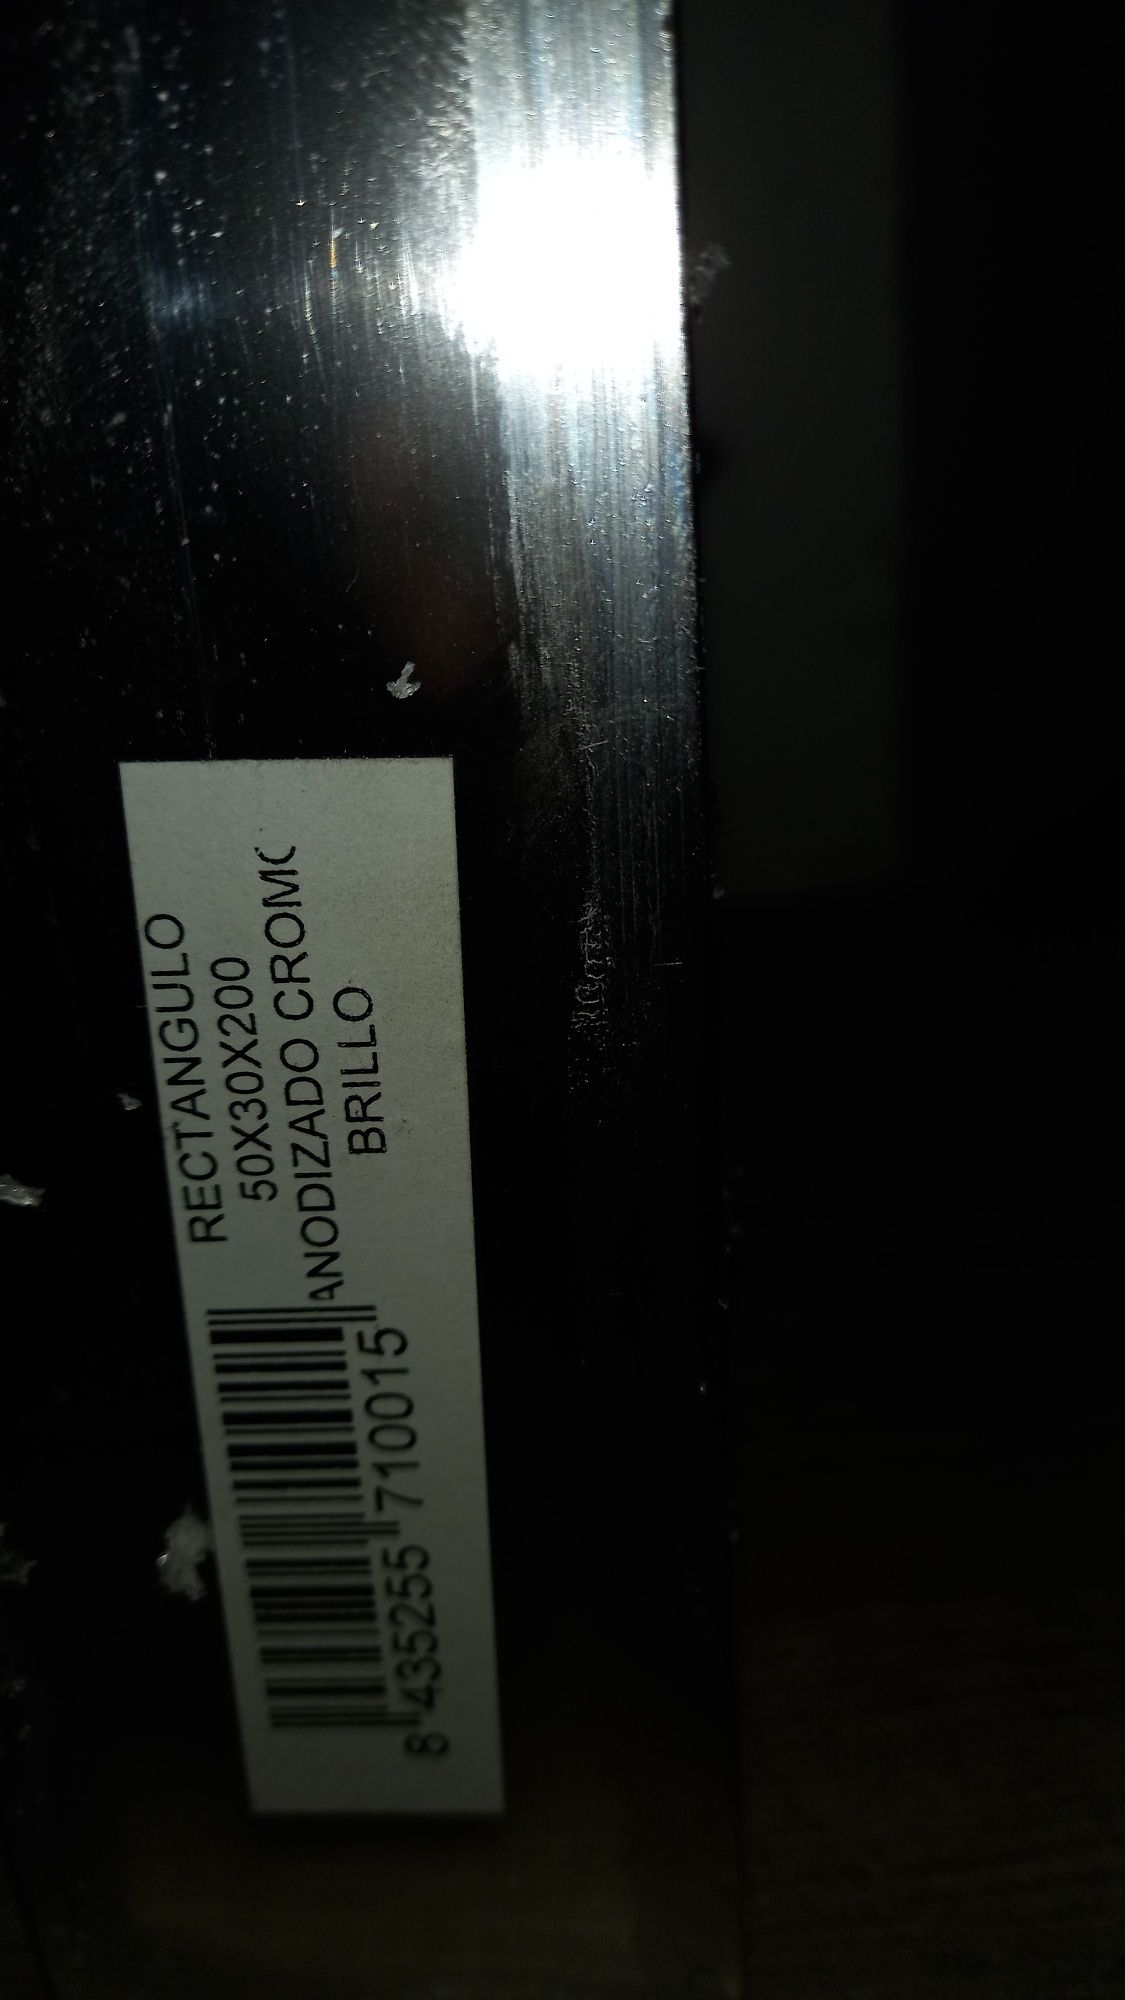 RECTANGULO
50X30X200
ANODIZADO CROMO
BRILLO
8 435255 710015